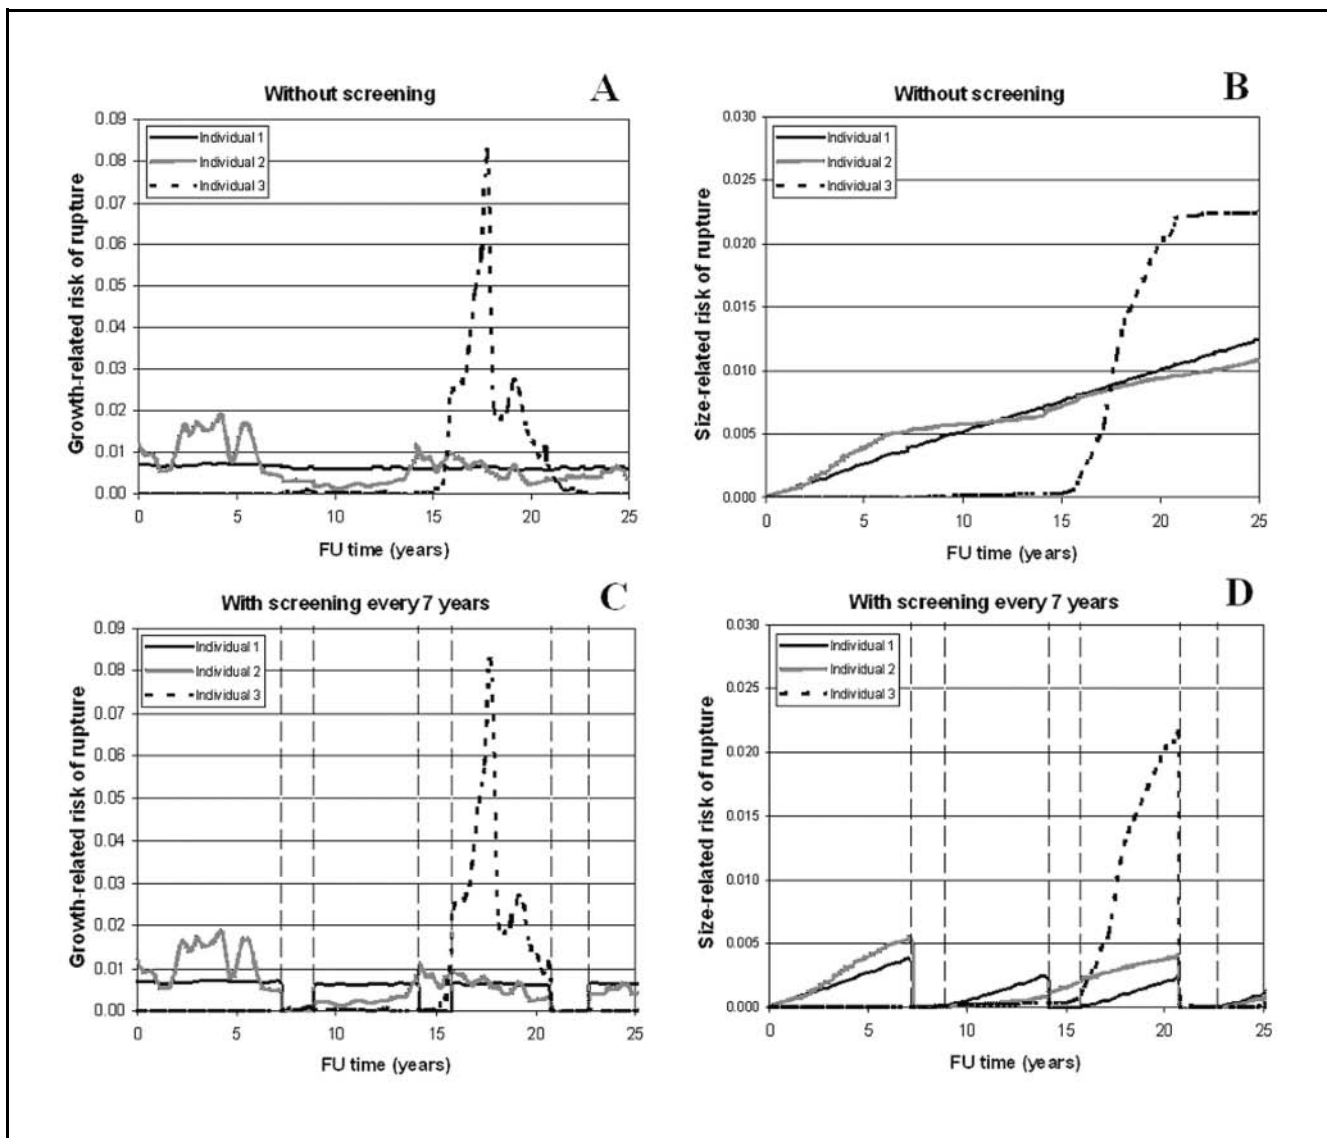 Without screening
A
Growth-related risk of rupture
0.09
0.08
0.07
0.06
0.05
0.04
0.03
0.02
0.01
0.00
Individual 1
Individual 2
Individual 3
0 5 10 15 20 25
FU time (years)
Without screening
B
Size-related risk of rupture
0.030
0.025
0.020
0.015
0.010
0.005
0.000
Individual 1
Individual 2
Individual 3
0 5 10 15 20 25
FU time (years)
With screening every 7 years
C
Growth-related risk of rupture
0.09
0.08
0.07
0.06
0.05
0.04
0.03
0.02
0.01
0.00
Individual 1
Individual 2
Individual 3
0 5 10 15 20 25
FU time (years)
With screening every 7 years
D
Size-related risk of rupture
0.030
0.025
0.020
0.015
0.010
0.005
0.000
Individual 1
Individual 2
Individual 3
0 5 10 15 20 25
FU time (years)